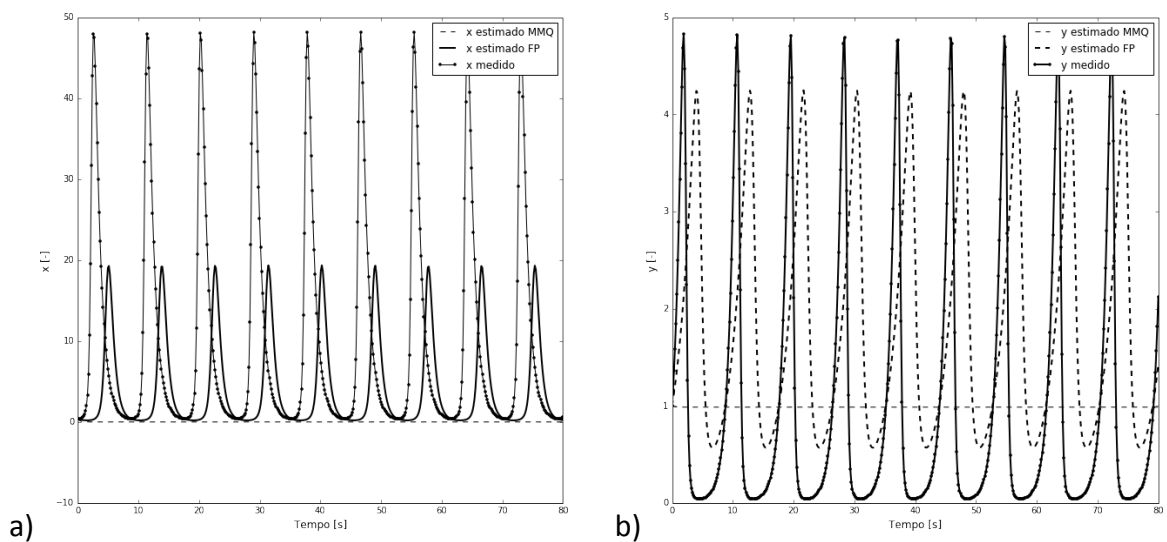 50
40
30
20
10
0
-10
x [-]
0 10 20 30 40 50 60 70 80
Tempo [s]
x estimado MMQ
x estimado FP
x medido
a)
5
4
3
2
1
0
y [-]
0 10 20 30 40 50 60 70 80
Tempo [s]
y estimado MMQ
y estimado FP
y medido
b)